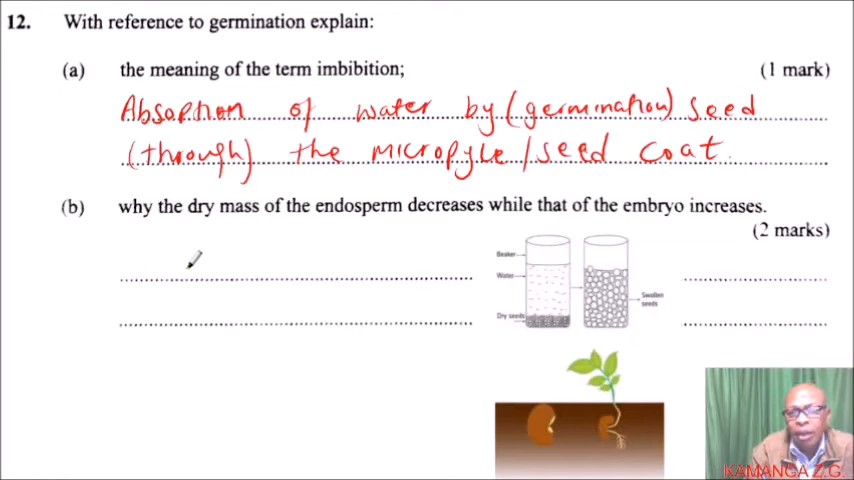 12. With reference to germination explain:
(a) the meaning of the term imbibition; (1 mark)
Absoption of water by (germination) seed
(through) the micropyle/seed coat.
(b) why the dry mass of the endosperm decreases while that of the embryo increases.
(2 marks)
Beaker
Water
Swollen
seeds
Dry seeds
KAMANGA Z.G.